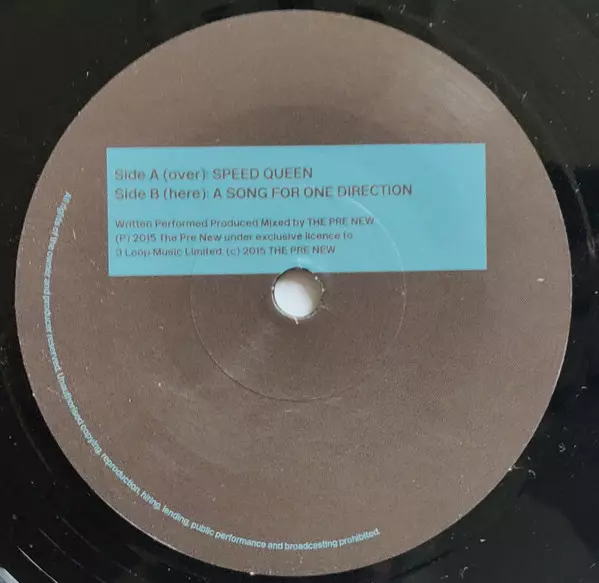 Side A (over): SPEED QUEEN
Side B (here): A SONG FOR ONE DIRECTION
Written Performed Produced Mixed by THE PRE NEW
(P) 2015 The Pre New under exclusive licence to
3 Loop Music Limited. (c) 2015 THE PRE NEW
All rights of the owner and producer reserved. Unauthorised copying, reproduction, hiring, lending, public performance and broadcasting prohibited.